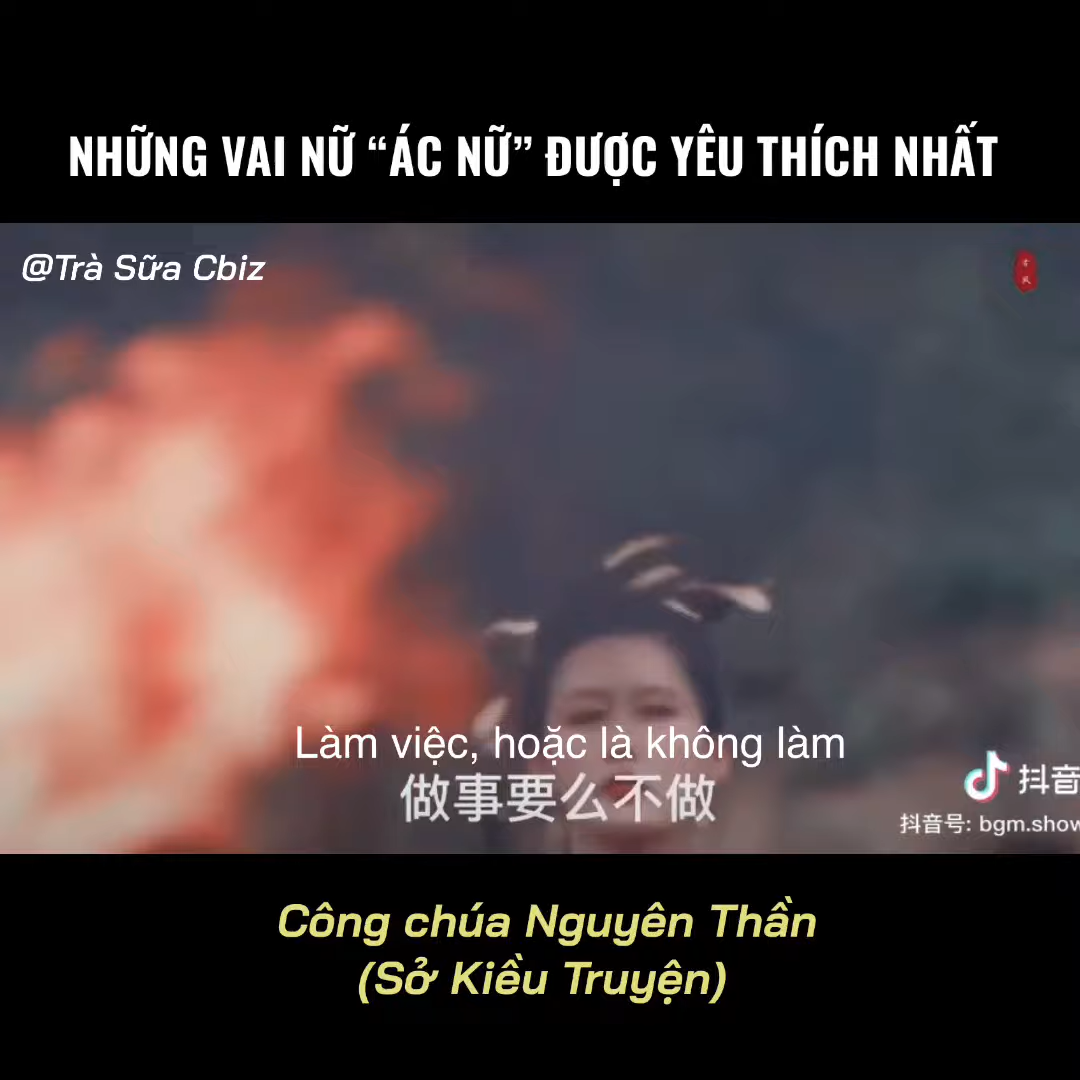 NHỮNG VAI NỮ “ÁC NỮ” ĐƯỢC YÊU THÍCH NHẤT
@Trà Sữa Cbiz
Làm việc, hoặc là không làm
做事要么不做
抖音
抖音号: bgm.show
Công chúa Nguyên Thần
(Sở Kiều Truyện)